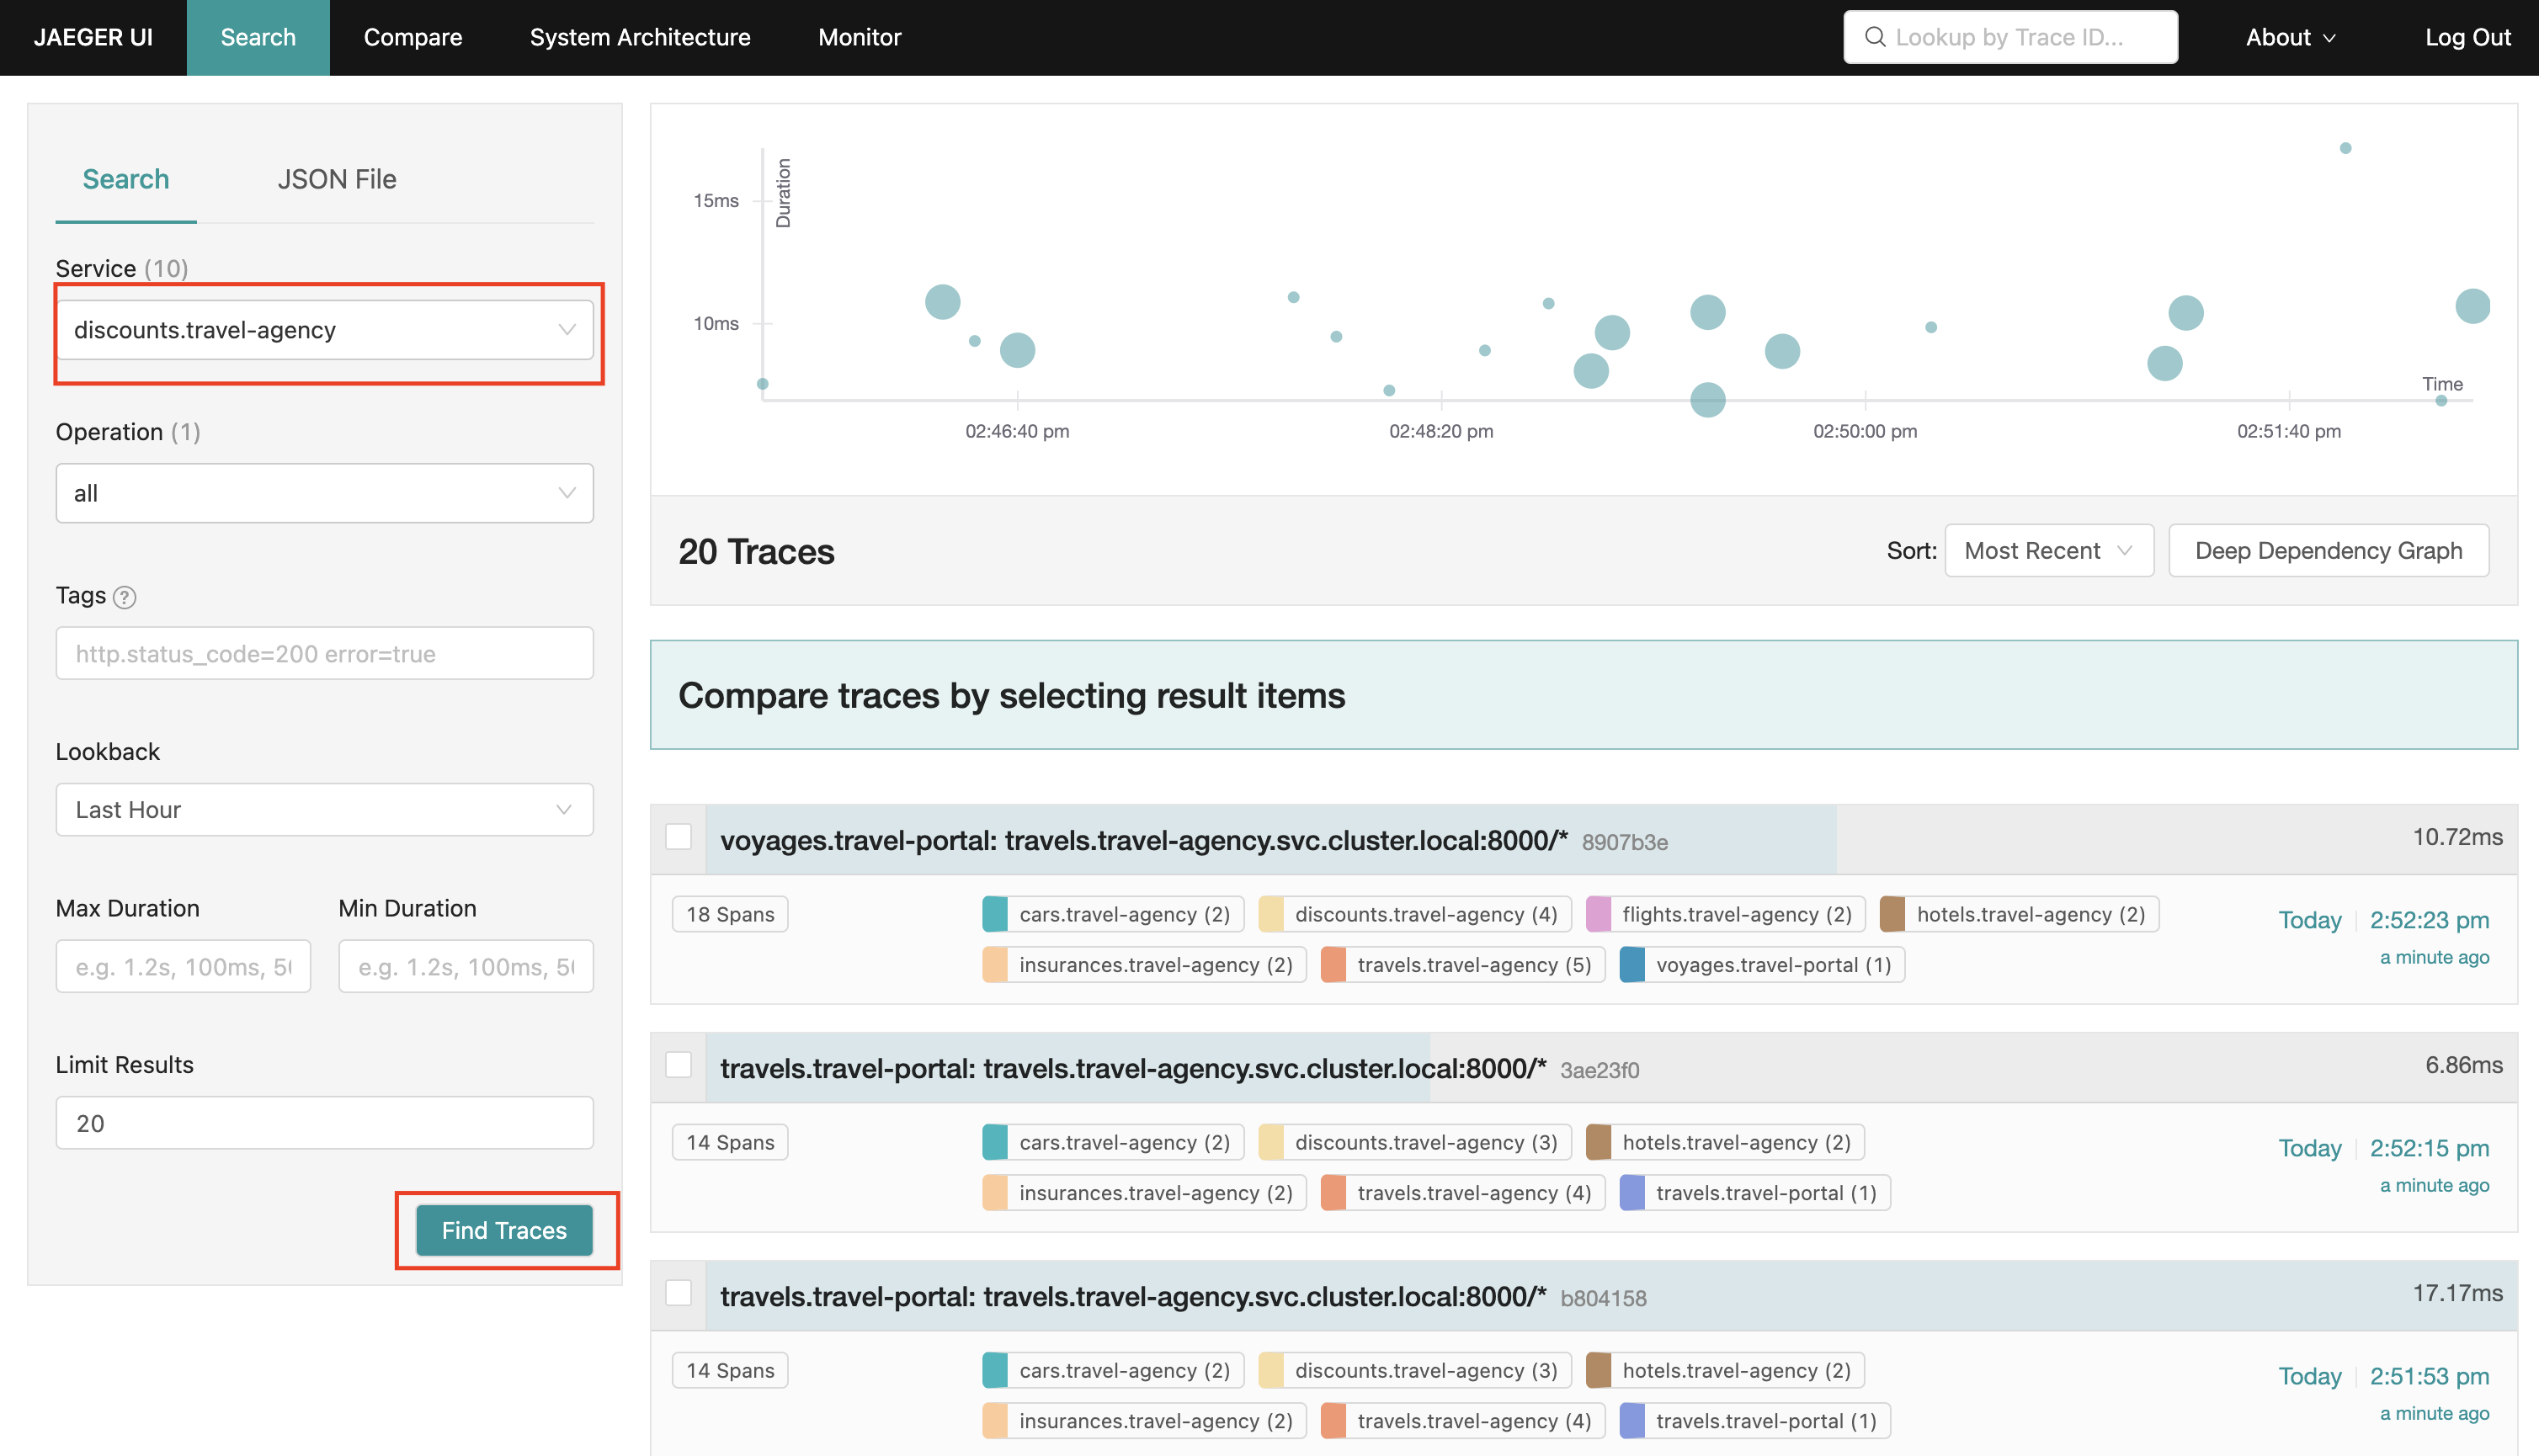 JAEGER UI Search Compare System Architecture Monitor Lookup by Trace ID... About Log Out
Search JSON File
Service (10)
discounts.travel-agency
Operation (1)
all
Tags ?
http.status_code=200 error=true
Lookback
Last Hour
Max Duration Min Duration
e.g. 1.2s, 100ms, e.g. 1.2s, 100ms,
Limit Results
20
Find Traces
Duration
15ms
10ms
Time
02:46:40 pm 02:48:20 pm 02:50:00 pm 02:51:40 pm
20 Traces Sort: Most Recent Deep Dependency Graph
Compare traces by selecting result items
voyages.travel-portal: travels.travel-agency.svc.cluster.local:8000/* 8907b3e 10.72ms
18 Spans cars.travel-agency (2) discounts.travel-agency (4) flights.travel-agency (2) hotels.travel-agency (2) Today 2:52:23 pm
insurances.travel-agency (2) travels.travel-agency (5) voyages.travel-portal (1) a minute ago
travels.travel-portal: travels.travel-agency.svc.cluster.local:8000/* 3ae23f0 6.86ms
14 Spans cars.travel-agency (2) discounts.travel-agency (3) hotels.travel-agency (2) Today 2:52:15 pm
insurances.travel-agency (2) travels.travel-agency (4) travels.travel-portal (1) a minute ago
travels.travel-portal: travels.travel-agency.svc.cluster.local:8000/* b804158 17.17ms
14 Spans cars.travel-agency (2) discounts.travel-agency (3) hotels.travel-agency (2) Today 2:51:53 pm
insurances.travel-agency (2) travels.travel-agency (4) travels.travel-portal (1) a minute ago